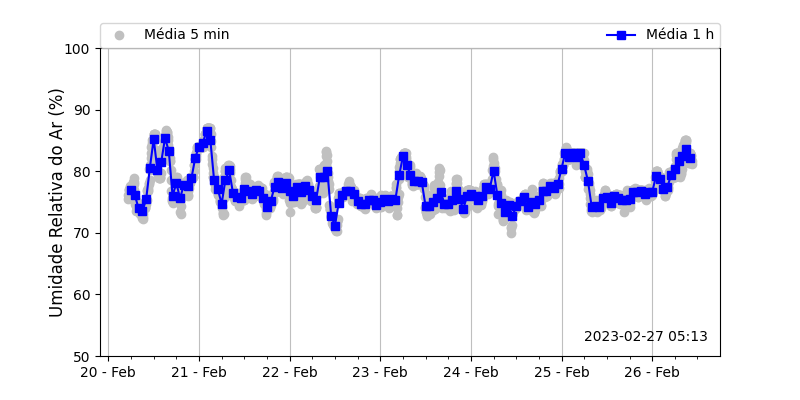 Média 5 min
Média 1 h
Umidade Relativa do Ar (%)
100
90
80
70
60
50
2023-02-27 05:13
20 - Feb
21 - Feb
22 - Feb
23 - Feb
24 - Feb
25 - Feb
26 - Feb